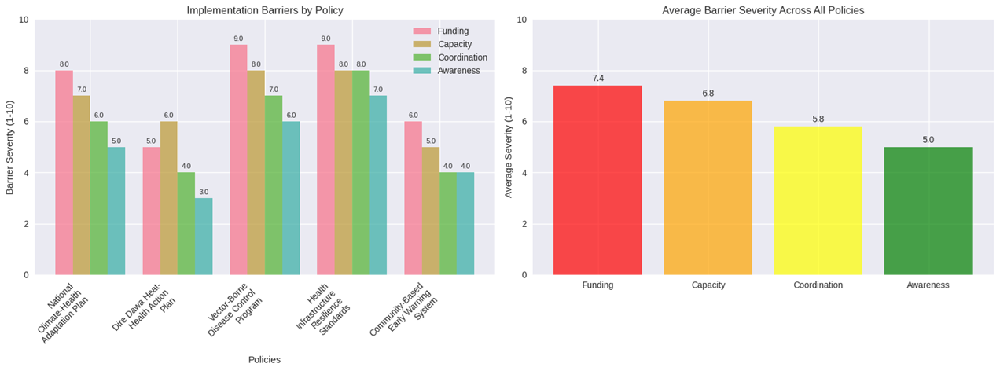 Implementation Barriers by Policy
Barrier Severity (1-10)
10
8
6
4
2
0
Funding
Capacity
Coordination
Awareness
8.0
7.0
6.0
5.0
5.0
6.0
4.0
3.0
9.0
8.0
7.0
6.0
9.0
8.0
8.0
7.0
6.0
5.0
4.0
4.0
National
Climate-Health
Adaptation Plan
Dire Dawa Heat-
Health Action
Plan
Vector-Borne
Disease Control
Program
Health
Infrastructure
Resilience
Standards
Community-Based
Early Warning
System
Policies
Average Barrier Severity Across All Policies
Average Severity (1-10)
10
8
6
4
2
0
7.4
6.8
5.8
5.0
Funding
Capacity
Coordination
Awareness